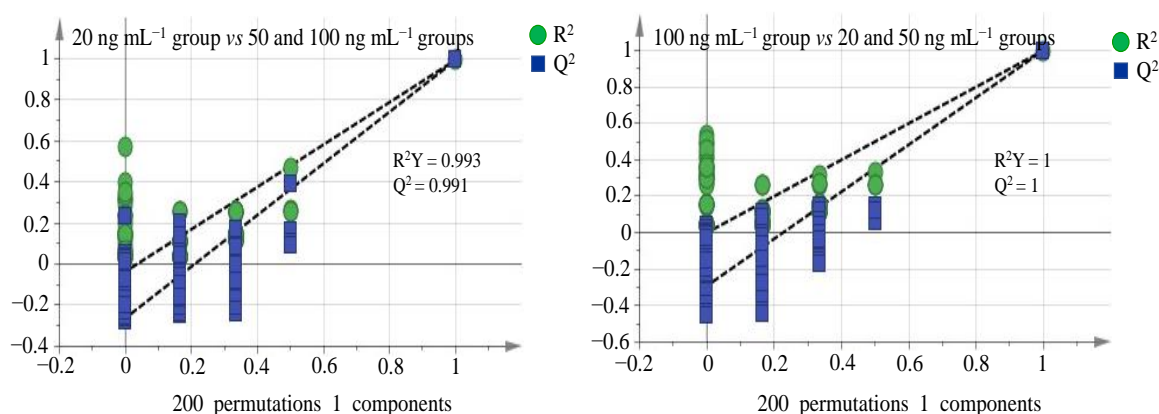 20 ng mL⁻¹ group vs 50 and 100 ng mL⁻¹ groups
R²
Q²
1
0.8
0.6
0.4
0.2
0
−0.2
−0.4
R²Y = 0.993
Q² = 0.991
−0.2 0 0.2 0.4 0.6 0.8 1
200 permutations 1 components
100 ng mL⁻¹ group vs 20 and 50 ng mL⁻¹ groups
R²
Q²
1
0.8
0.6
0.4
0.2
0
−0.2
−0.4
−0.6
R²Y = 1
Q² = 1
−0.2 0 0.2 0.4 0.6 0.8 1
200 permutations 1 components